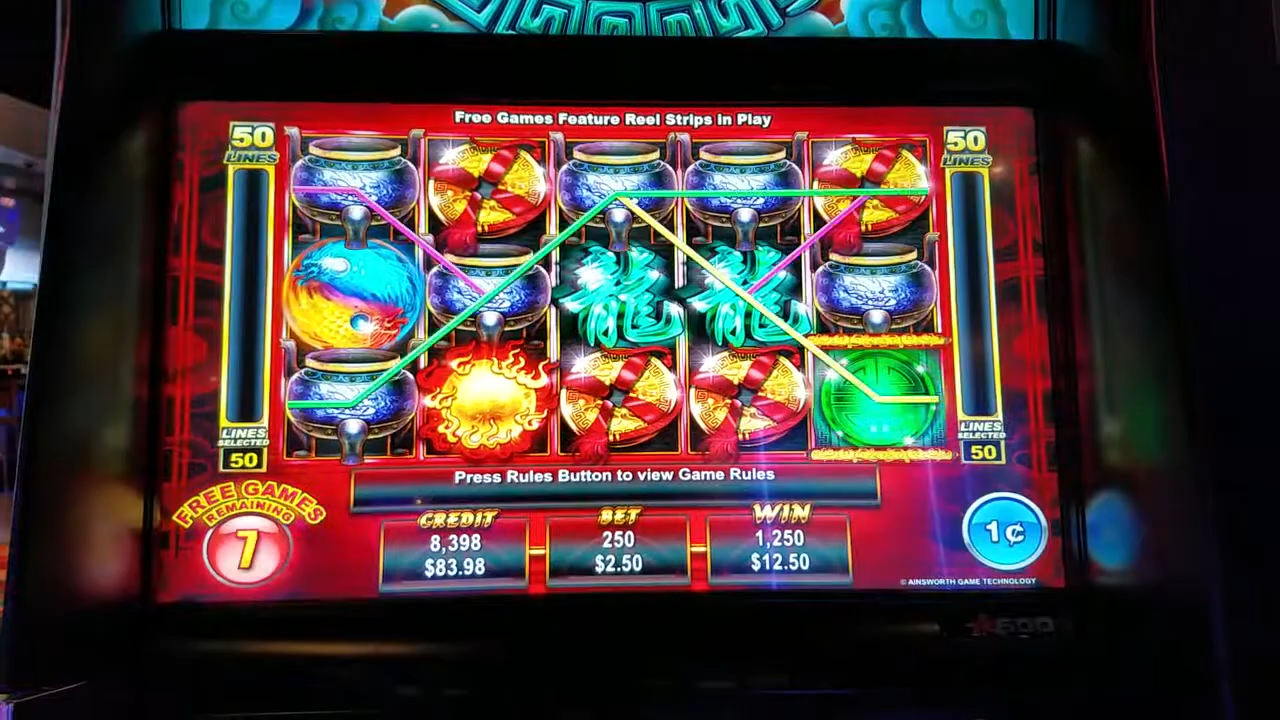 Free Games Feature Reel Strips in Play
50
LINES
50
LINES
龍
龍
LINES
SELECTED
50
LINES
SELECTED
50
Press Rules Button to view Game Rules
FREE GAMES
REMAINING
7
CREDIT
8,398
$83.98
BET
250
$2.50
WIN
1,250
$12.50
1¢
© AINSWORTH GAME TECHNOLOGY